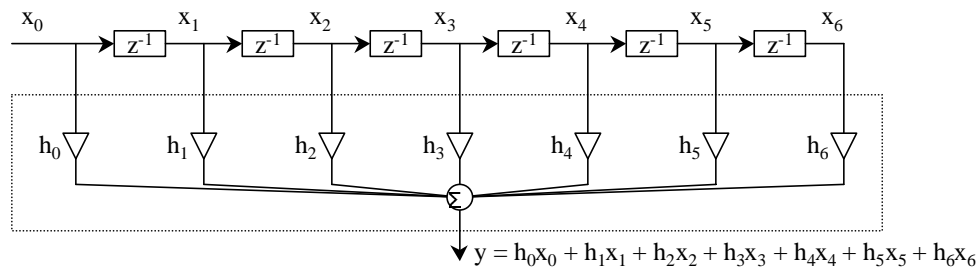 x₀ x₁ x₂ x₃ x₄ x₅ x₆
z⁻¹ z⁻¹ z⁻¹ z⁻¹ z⁻¹ z⁻¹
h₀ h₁ h₂ h₃ h₄ h₅ h₆
Σ
y = h₀x₀ + h₁x₁ + h₂x₂ + h₃x₃ + h₄x₄ + h₅x₅ + h₆x₆